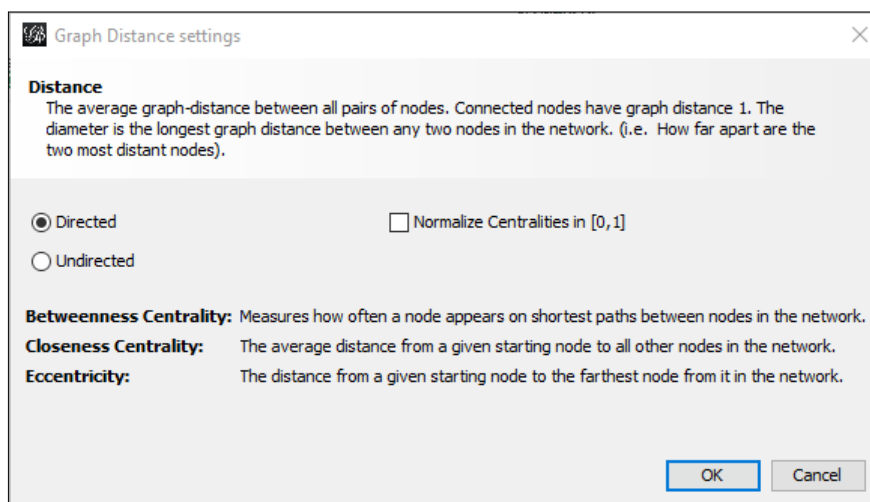 Graph Distance settings
Distance
The average graph-distance between all pairs of nodes. Connected nodes have graph distance 1. The
diameter is the longest graph distance between any two nodes in the network. (i.e. How far apart are the
two most distant nodes).
Directed
Normalize Centralities in [0,1]
Undirected
Betweenness Centrality: Measures how often a node appears on shortest paths between nodes in the network.
Closeness Centrality: The average distance from a given starting node to all other nodes in the network.
Eccentricity: The distance from a given starting node to the farthest node from it in the network.
OK Cancel